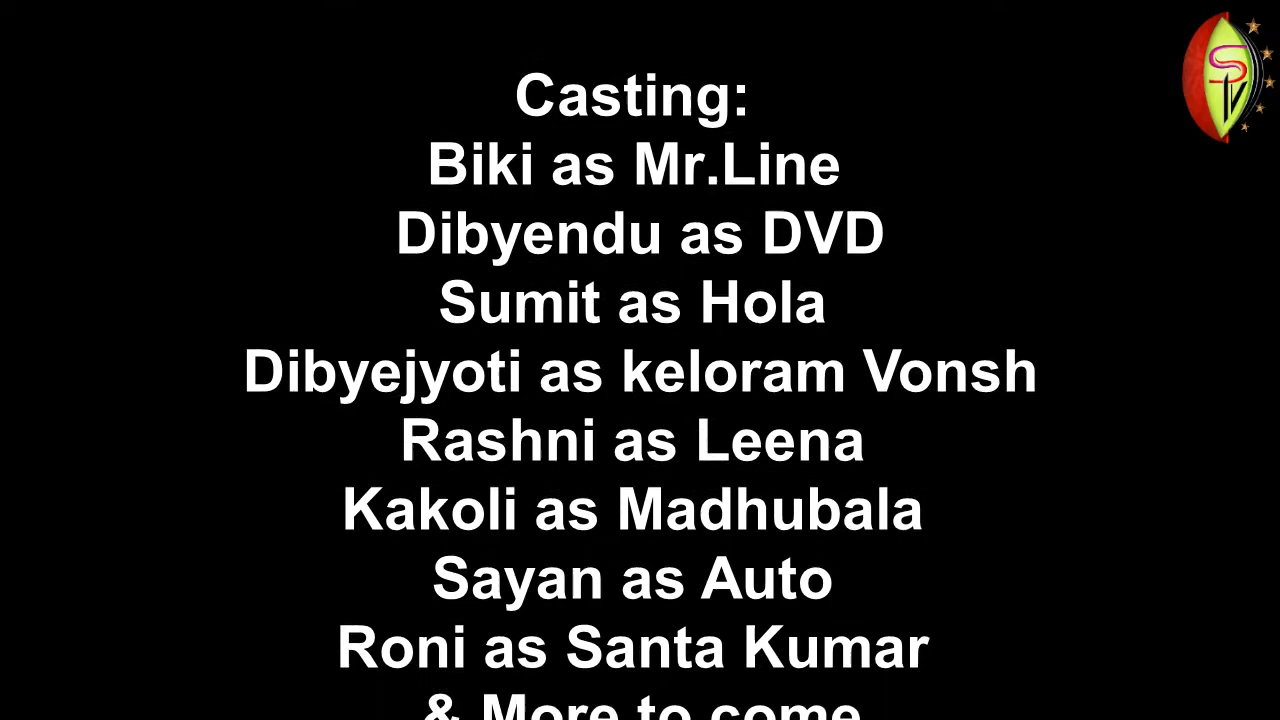 Casting:
Biki as Mr.Line
Dibyendu as DVD
Sumit as Hola
Dibyejyoti as keloram Vonsh
Rashni as Leena
Kakoli as Madhubala
Sayan as Auto
Roni as Santa Kumar
& More to come
STV